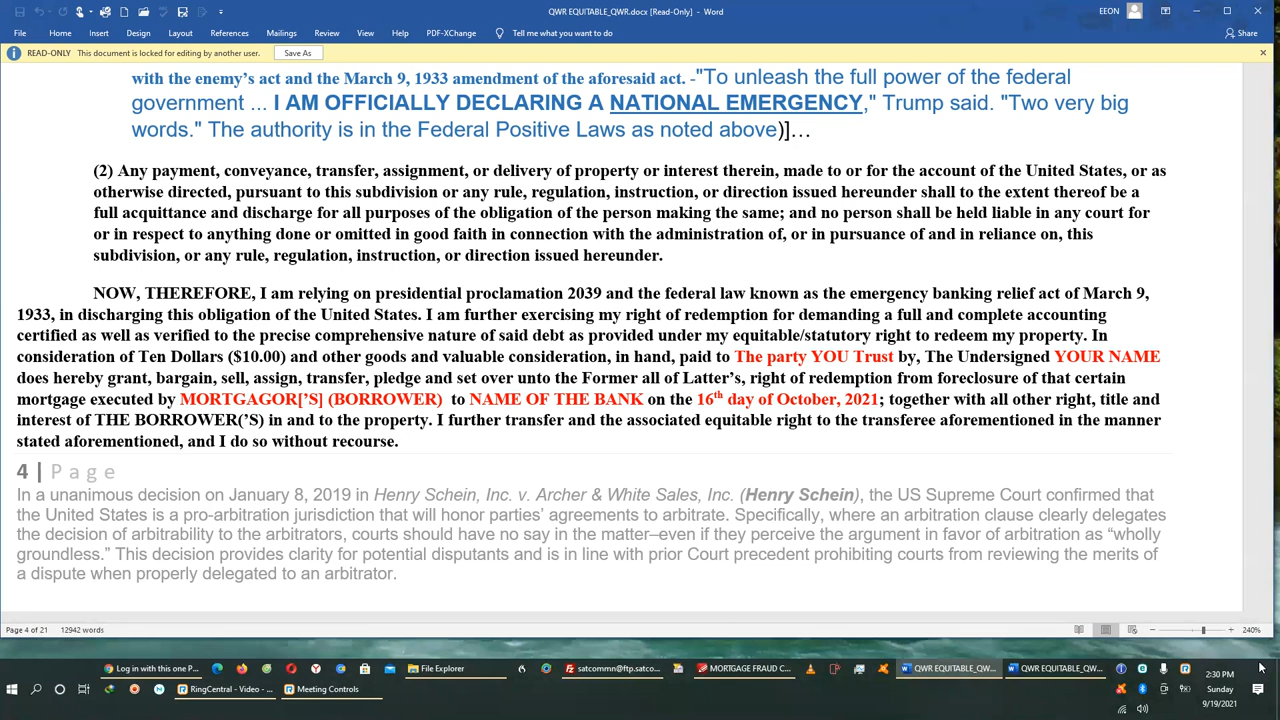 QWR EQUITABLE_QWR.docx [Read-Only] - Word
EEON
File Home Insert Design Layout References Mailings Review View Help PDF-XChange Tell me what you want to do Share
READ-ONLY This document is locked for editing by another user. Save As
with the enemy's act and the March 9, 1933 amendment of the aforesaid act. -"To unleash the full power of the federal
government ... I AM OFFICIALLY DECLARING A NATIONAL EMERGENCY," Trump said. "Two very big
words." The authority is in the Federal Positive Laws as noted above)]…
(2) Any payment, conveyance, transfer, assignment, or delivery of property or interest therein, made to or for the account of the United States, or as
otherwise directed, pursuant to this subdivision or any rule, regulation, instruction, or direction issued hereunder shall to the extent thereof be a
full acquittance and discharge for all purposes of the obligation of the person making the same; and no person shall be held liable in any court for
or in respect to anything done or omitted in good faith in connection with the administration of, or in pursuance of and in reliance on, this
subdivision, or any rule, regulation, instruction, or direction issued hereunder.
NOW, THEREFORE, I am relying on presidential proclamation 2039 and the federal law known as the emergency banking relief act of March 9,
1933, in discharging this obligation of the United States. I am further exercising my right of redemption for demanding a full and complete accounting
certified as well as verified to the precise comprehensive nature of said debt as provided under my equitable/statutory right to redeem my property. In
consideration of Ten Dollars ($10.00) and other goods and valuable consideration, in hand, paid to The party YOU Trust by, The Undersigned YOUR NAME
does hereby grant, bargain, sell, assign, transfer, pledge and set over unto the Former all of Latter's, right of redemption from foreclosure of that certain
mortgage executed by MORTGAGOR['S] (BORROWER) to NAME OF THE BANK on the 16th day of October, 2021; together with all other right, title and
interest of THE BORROWER('S) in and to the property. I further transfer and the associated equitable right to the transferee aforementioned in the manner
stated aforementioned, and I do so without recourse.
4 | Page
In a unanimous decision on January 8, 2019 in Henry Schein, Inc. v. Archer & White Sales, Inc. (Henry Schein), the US Supreme Court confirmed that
the United States is a pro-arbitration jurisdiction that will honor parties' agreements to arbitrate. Specifically, where an arbitration clause clearly delegates
the decision of arbitrability to the arbitrators, courts should have no say in the matter–even if they perceive the argument in favor of arbitration as “wholly
groundless.” This decision provides clarity for potential disputants and is in line with prior Court precedent prohibiting courts from reviewing the merits of
a dispute when properly delegated to an arbitrator.
Page 4 of 21 12942 words 240%
Log in with this one P... File Explorer satcommn@ftp.satco... MORTGAGE FRAUD C... QWR EQUITABLE_QW... QWR EQUITABLE_QW... 2:30 PM
RingCentral - Video - ... Meeting Controls Sunday
9/19/2021